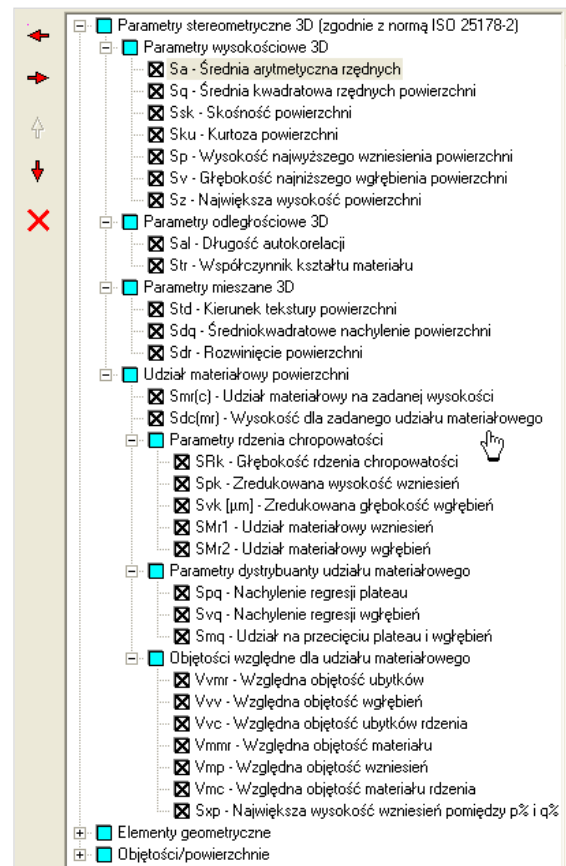 Parametry stereometryczne 3D (zgodnie z normą ISO 25178-2)
Parametry wysokościowe 3D
Sa - Średnia arytmetyczna rzędnych
Sq - Średnia kwadratowa rzędnych powierzchni
Ssk - Skośność powierzchni
Sku - Kurtoza powierzchni
Sp - Wysokość najwyższego wzniesienia powierzchni
Sv - Głębokość najniższego wgłębienia powierzchni
Sz - Największa wysokość powierzchni
Parametry odległościowe 3D
Sal - Długość autokorelacji
Str - Współczynnik kształtu materiału
Parametry mieszane 3D
Std - Kierunek tekstury powierzchni
Sdq - Średniokwadratowe nachylenie powierzchni
Sdr - Rozwinięcie powierzchni
Udział materiałowy powierzchni
Smr(c) - Udział materiałowy na zadanej wysokości
Sdc(mr) - Wysokość dla zadanego udziału materiałowego
Parametry rdzenia chropowatości
SRk - Głębokość rdzenia chropowatości
Spk - Zredukowana wysokość wzniesień
Svk [µm] - Zredukowana głębokość wgłębień
SMr1 - Udział materiałowy wzniesień
SMr2 - Udział materiałowy wgłębień
Parametry dystrybuanty udziału materiałowego
Spq - Nachylenie regresji plateau
Svq - Nachylenie regresji wgłębień
Smq - Udział na przecięciu plateau i wgłębień
Objętości względne dla udziału materiałowego
Vvmr - Względna objętość ubytków
Vvv - Względna objętość wgłębień
Vvc - Względna objętość ubytków rdzenia
Vmmr - Względna objętość materiału
Vmp - Względna objętość wzniesień
Vmc - Względna objętość materiału rdzenia
Sxp - Największa wysokość wzniesień pomiędzy p% i q%
Elementy geometryczne
Objętości/powierzchnie